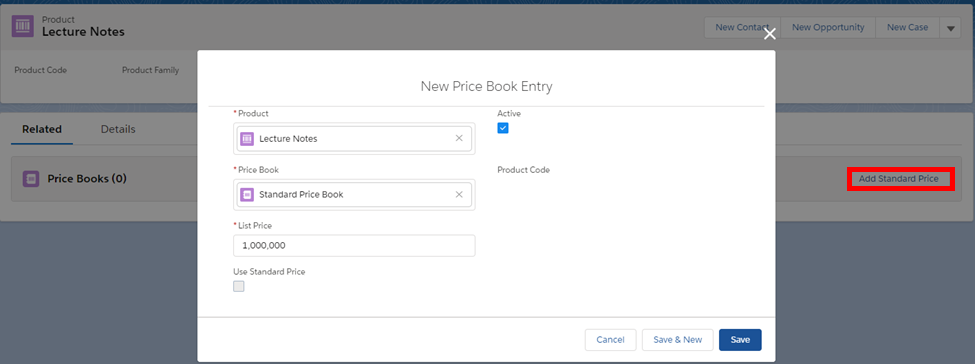 Product
Lecture Notes
New Contact
New Opportunity
New Case
Product Code
Product Family
Related
Details
Price Books (0)
Add Standard Price
New Price Book Entry
* Product
Lecture Notes
Active
* Price Book
Standard Price Book
Product Code
* List Price
1,000,000
Use Standard Price
Cancel
Save & New
Save